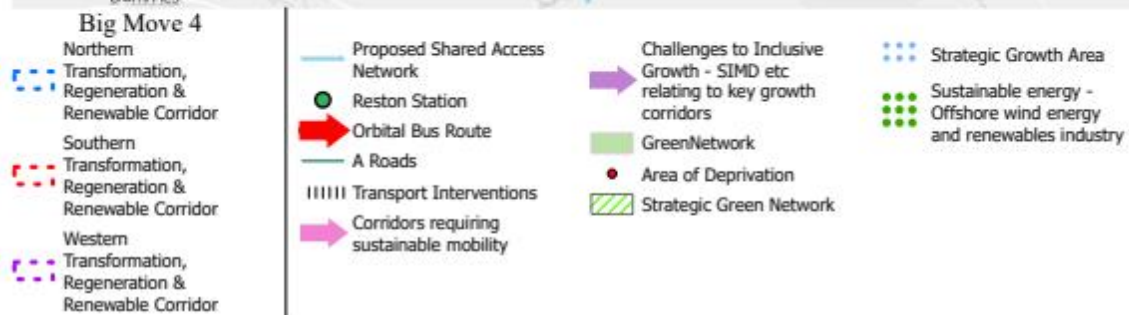 Big Move 4
Northern
Transformation,
Regeneration &
Renewable Corridor
Southern
Transformation,
Regeneration &
Renewable Corridor
Western
Transformation,
Regeneration &
Renewable Corridor
Proposed Shared Access
Network
Reston Station
Orbital Bus Route
A Roads
Transport Interventions
Corridors requiring
sustainable mobility
Challenges to Inclusive
Growth - SIMD etc
relating to key growth
corridors
GreenNetwork
Area of Deprivation
Strategic Green Network
Strategic Growth Area
Sustainable energy -
Offshore wind energy
and renewables industry